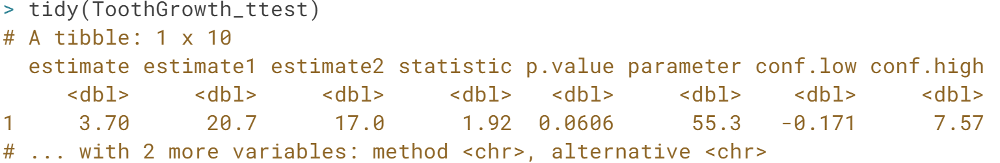 > tidy(ToothGrowth_ttest)
# A tibble: 1 x 10
  estimate estimate1 estimate2 statistic p.value parameter conf.low conf.high
     <dbl>     <dbl>     <dbl>     <dbl>   <dbl>     <dbl>    <dbl>     <dbl>
1     3.70      20.7      17.0      1.92  0.0606      55.3   -0.171      7.57
# ... with 2 more variables: method <chr>, alternative <chr>